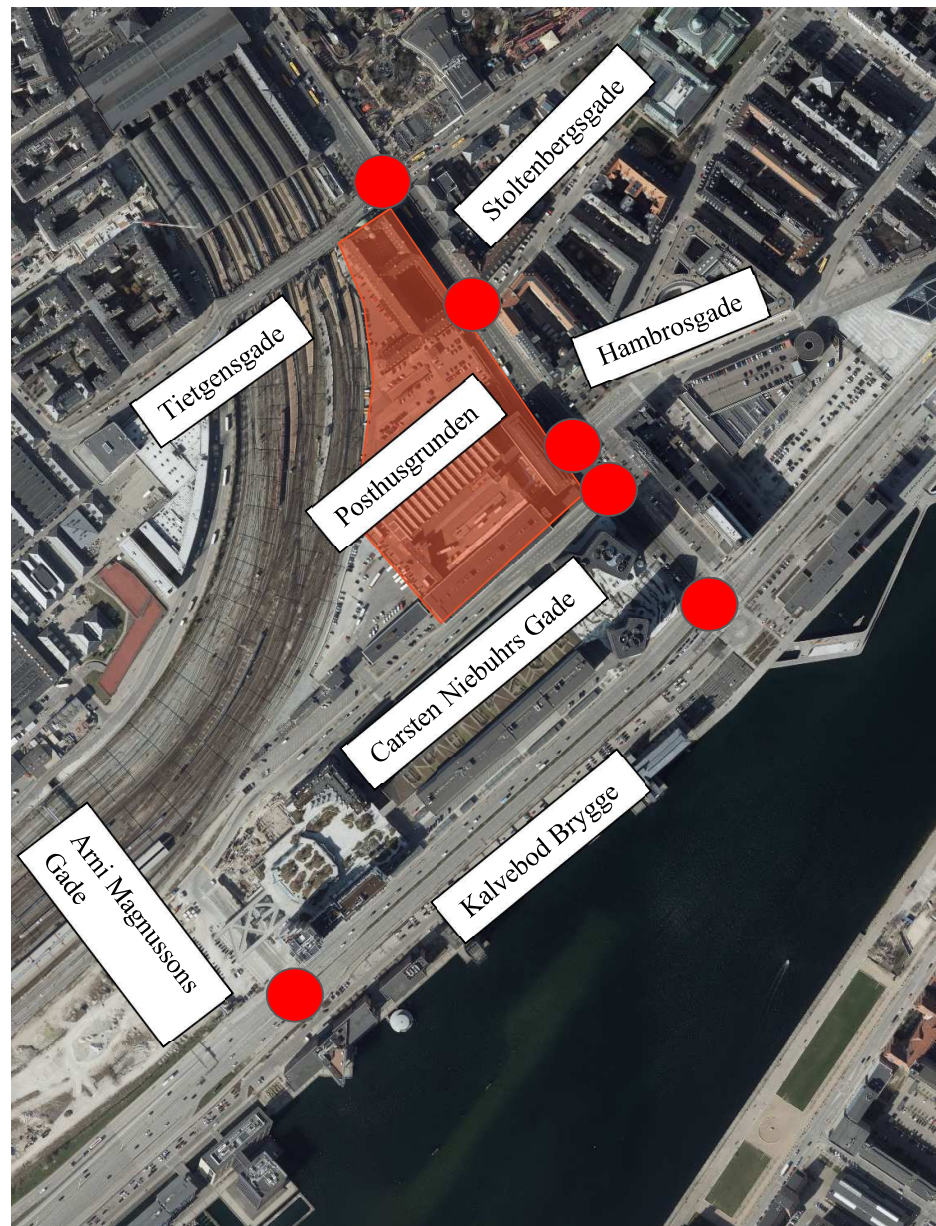 Stoltenbergsgade
Hambrosgade
Tietgensgade
Posthusgrunden
Carsten Niebuhrs Gade
Kalvebod Brygge
Arni Magnussons
Gade